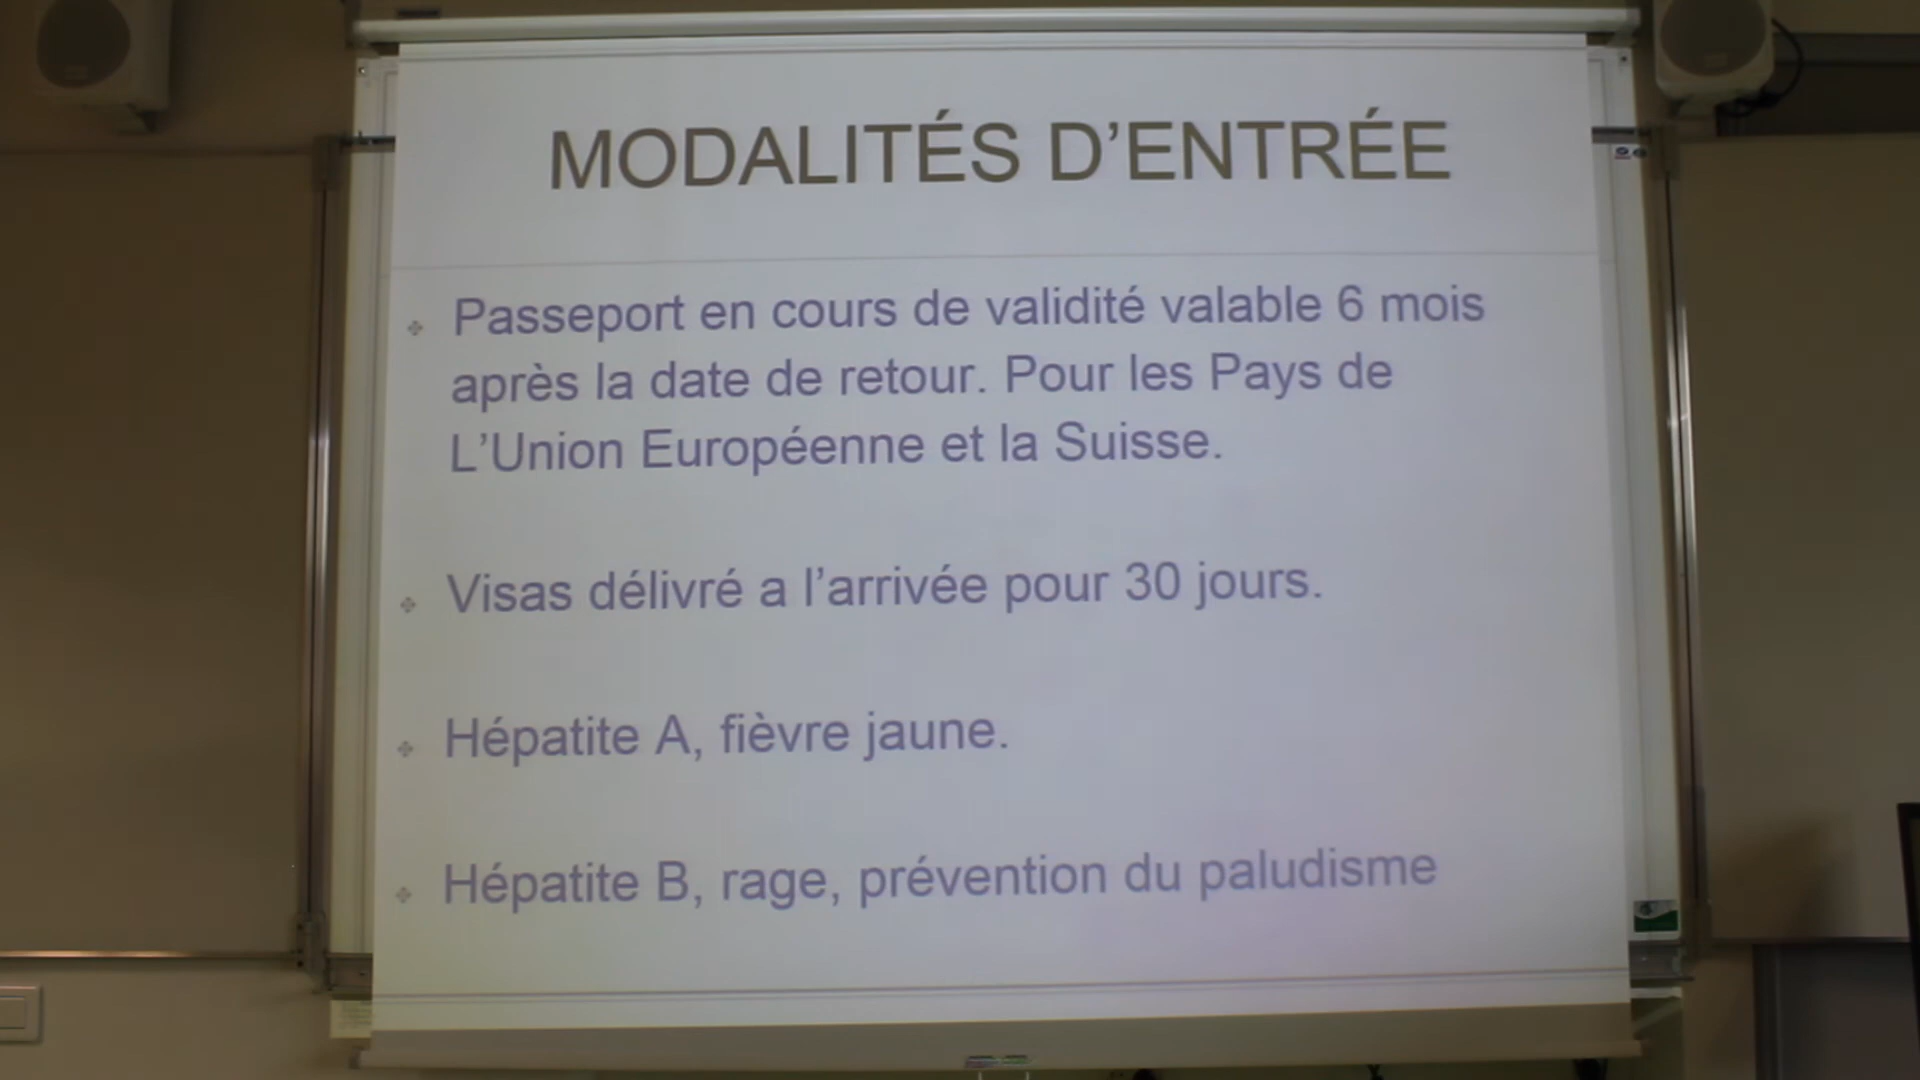 MODALITÉS D’ENTRÉE
Passeport en cours de validité valable 6 mois
après la date de retour. Pour les Pays de
L’Union Européenne et la Suisse.
Visas délivré a l’arrivée pour 30 jours.
Hépatite A, fièvre jaune.
Hépatite B, rage, prévention du paludisme